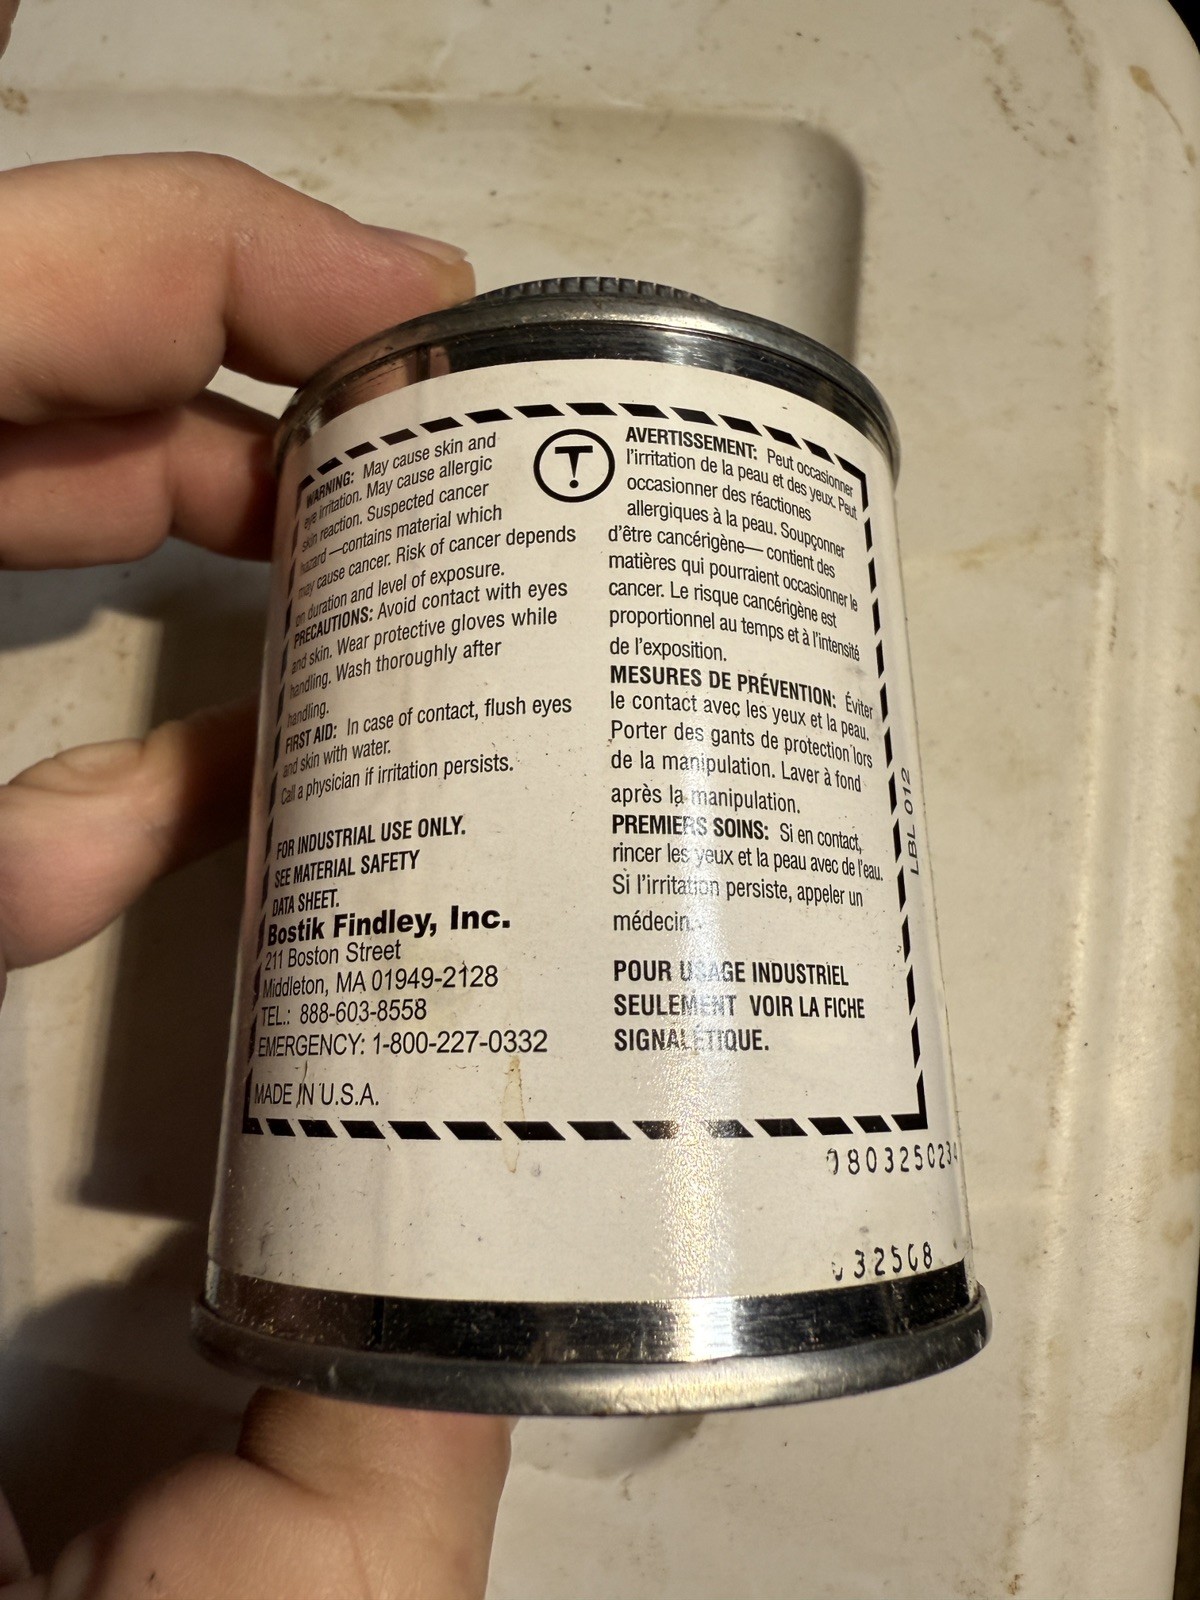 WARNING: May cause skin and
eye irritation. May cause allergic
skin reaction. Suspected cancer
hazard —contains material which
may cause cancer. Risk of cancer depends
on duration and level of exposure.
PRECAUTIONS: Avoid contact with eyes
and skin. Wear protective gloves while
handling. Wash thoroughly after
handling.
FIRST AID: In case of contact, flush eyes
and skin with water.
Call a physician if irritation persists.
FOR INDUSTRIAL USE ONLY.
SEE MATERIAL SAFETY
DATA SHEET.
Bostik Findley, Inc.
211 Boston Street
Middleton, MA 01949-2128
TEL.: 888-603-8558
EMERGENCY: 1-800-227-0332
MADE IN U.S.A.
AVERTISSEMENT: Peut occasionner
l'irritation de la peau et des yeux. Peut
occasionner des réactions
allergiques à la peau. Soupçonner
d'être cancérigène— contient des
matières qui pourraient occasionner le
cancer. Le risque cancérigène est
proportionnel au temps et à l'intensité
de l'exposition.
MESURES DE PRÉVENTION: Éviter
le contact avec les yeux et la peau.
Porter des gants de protection lors
de la manipulation. Laver à fond
après la manipulation.
PREMIERS SOINS: Si en contact,
rincer les yeux et la peau avec de l'eau.
Si l'irritation persiste, appeler un
médecin.
POUR USAGE INDUSTRIEL
SEULEMENT VOIR LA FICHE
SIGNALÉTIQUE.
LBL 012